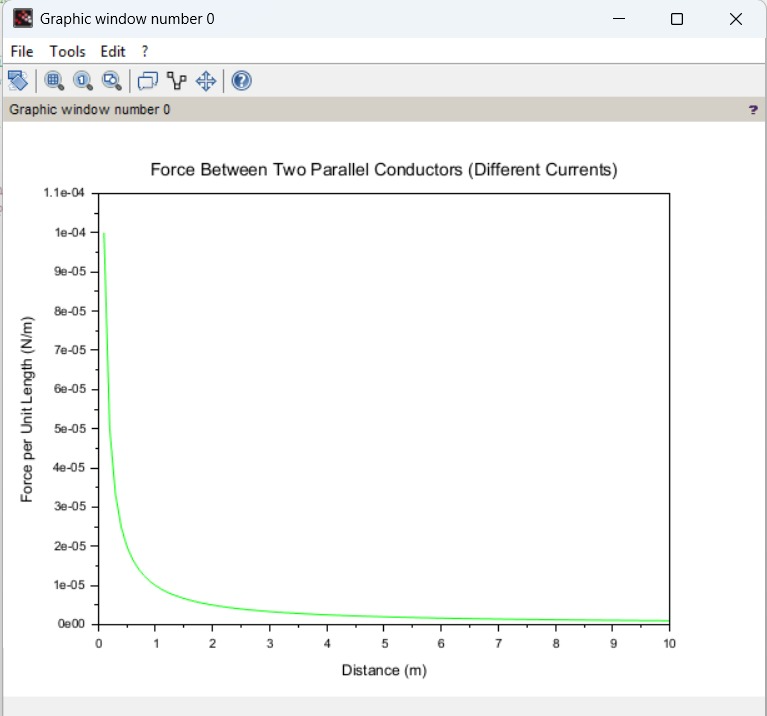 Graphic window number 0
File Tools Edit ?
Graphic window number 0 ?
Force Between Two Parallel Conductors (Different Currents)
1.1e-04
1e-04
9e-05
8e-05
7e-05
6e-05
5e-05
4e-05
3e-05
2e-05
1e-05
0e00
Force per Unit Length (N/m)
0 1 2 3 4 5 6 7 8 9 10
Distance (m)